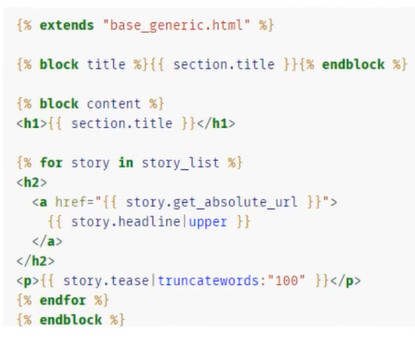 {% extends "base_generic.html" %}
{% block title %}{{ section.title }}{% endblock %}
{% block content %}
<h1>{{ section.title }}</h1>
{% for story in story_list %}
<h2>
<a href="{{ story.get_absolute_url }}">
{{ story.headline|upper }}
</a>
</h2>
<p>{{ story.tease|truncatewords:"100" }}</p>
{% endfor %}
{% endblock %}